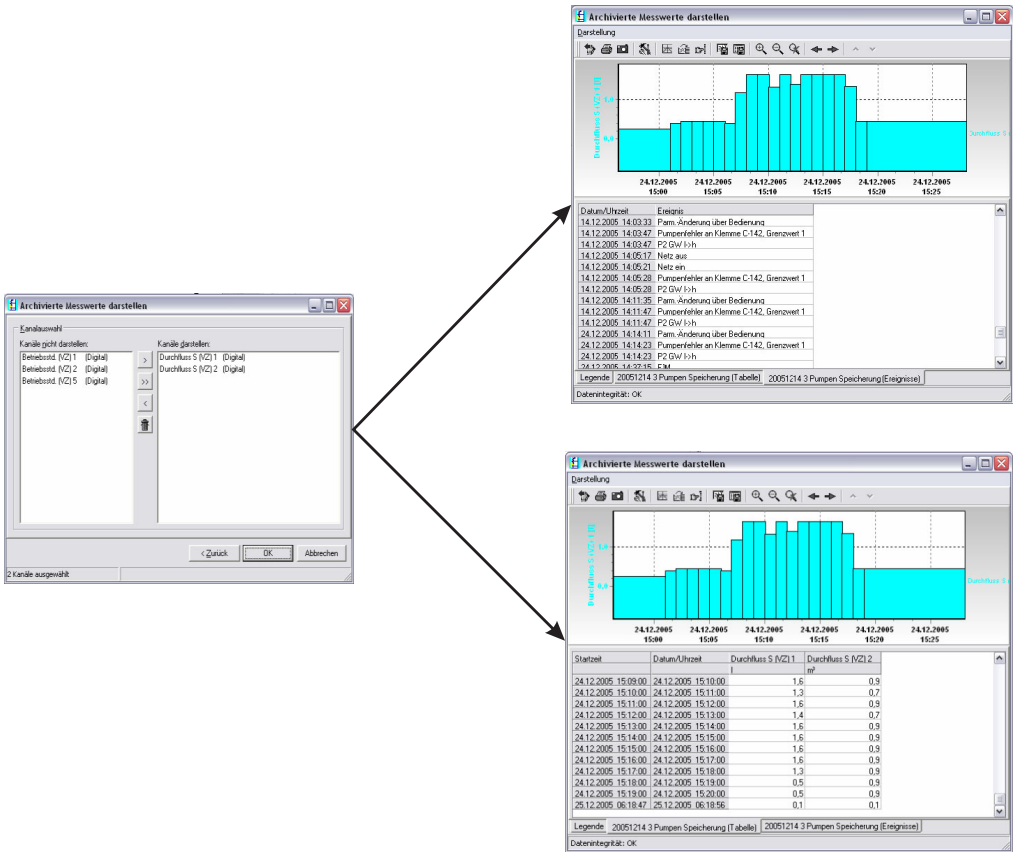 Archivierte Messwerte darstellen
Kanalauswahl
Kanäle nicht darstellen:
Kanäle darstellen:
Betriebsstd. (VZ) 1 (Digital)
Betriebsstd. (VZ) 2 (Digital)
Betriebsstd. (VZ) 5 (Digital)
>
>>
<
Durchfluss S (VZ) 1 (Digital)
Durchfluss S (VZ) 2 (Digital)
< Zurück
OK
Abbrechen
2 Kanäle ausgewählt
Archivierte Messwerte darstellen
Darstellung
Durchfluss S (VZ) 1 [l]
1,0
0,0
Durchfluss S
24.12.2005 24.12.2005 24.12.2005 24.12.2005 24.12.2005 24.12.2005
15:00 15:05 15:10 15:15 15:20 15:25
Datum/Uhrzeit Ereignis
14.12.2005 14:03:33 Parm.-Änderung über Bedienung
14.12.2005 14:03:47 Pumpenfehler an Klemme C-142, Grenzwert 1
14.12.2005 14:03:47 P2 GW l>h
14.12.2005 14:05:17 Netz aus
14.12.2005 14:05:21 Netz ein
14.12.2005 14:05:28 Pumpenfehler an Klemme C-142, Grenzwert 1
14.12.2005 14:05:28 P2 GW l>h
14.12.2005 14:11:35 Parm.-Änderung über Bedienung
14.12.2005 14:11:47 Pumpenfehler an Klemme C-142, Grenzwert 1
14.12.2005 14:11:47 P2 GW l>h
24.12.2005 14:14:11 Parm.-Änderung über Bedienung
24.12.2005 14:14:23 Pumpenfehler an Klemme C-142, Grenzwert 1
24.12.2005 14:14:23 P2 GW l>h
24.12.2005 14:37:15
Legende 20051214 3 Pumpen Speicherung (Tabelle) 20051214 3 Pumpen Speicherung (Ereignisse)
Datenintegrität: OK
Archivierte Messwerte darstellen
Darstellung
Durchfluss S (VZ) 1 [l]
1,0
0,0
Durchfluss S
24.12.2005 24.12.2005 24.12.2005 24.12.2005 24.12.2005 24.12.2005
15:00 15:05 15:10 15:15 15:20 15:25
Startzeit Datum/Uhrzeit Durchfluss S (VZ) 1 Durchfluss S (VZ) 2
l m³
24.12.2005 15:09:00 24.12.2005 15:10:00 1,6 0,9
24.12.2005 15:10:00 24.12.2005 15:11:00 1,3 0,7
24.12.2005 15:11:00 24.12.2005 15:12:00 1,6 0,9
24.12.2005 15:12:00 24.12.2005 15:13:00 1,4 0,7
24.12.2005 15:13:00 24.12.2005 15:14:00 1,6 0,9
24.12.2005 15:14:00 24.12.2005 15:15:00 1,6 0,9
24.12.2005 15:15:00 24.12.2005 15:16:00 1,6 0,9
24.12.2005 15:16:00 24.12.2005 15:17:00 1,6 0,9
24.12.2005 15:17:00 24.12.2005 15:18:00 1,3 0,9
24.12.2005 15:18:00 24.12.2005 15:19:00 0,5 0,9
24.12.2005 15:19:00 24.12.2005 15:20:00 0,5 0,9
25.12.2005 06:18:47 25.12.2005 06:18:56 0,1 0,1
Legende 20051214 3 Pumpen Speicherung (Tabelle) 20051214 3 Pumpen Speicherung (Ereignisse)
Datenintegrität: OK